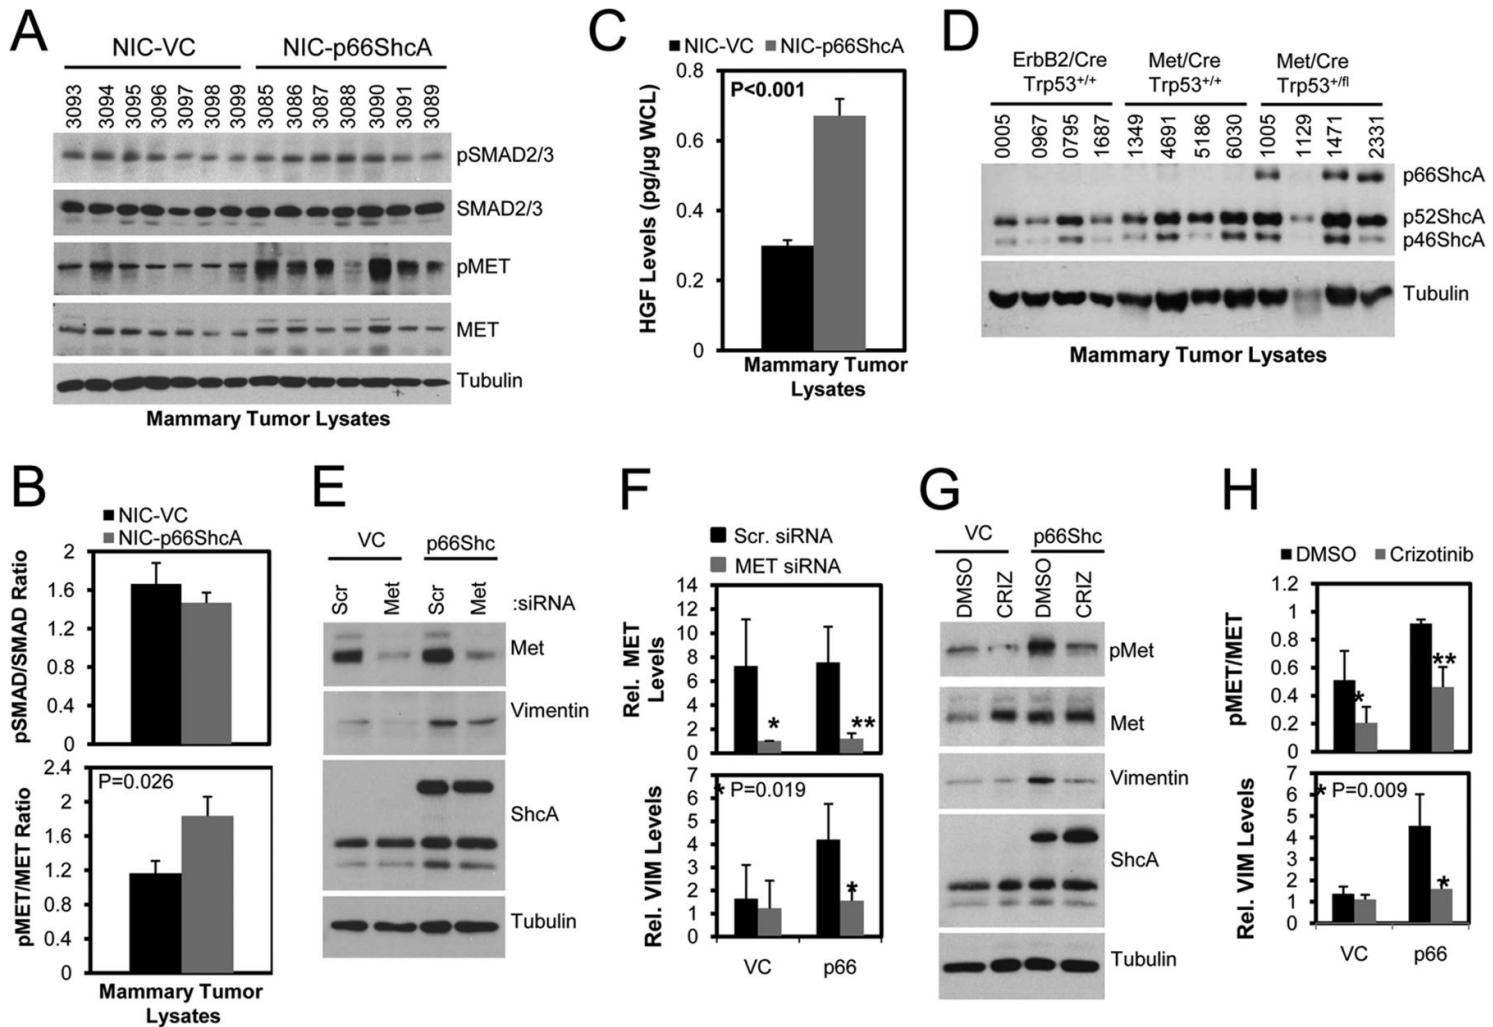 A
NIC-VC NIC-p66ShcA
3093 3094 3095 3096 3097 3098 3099 3085 3086 3087 3088 3090 3091 3089
pSMAD2/3
SMAD2/3
pMET
MET
Tubulin
Mammary Tumor Lysates
B
NIC-VC
NIC-p66ShcA
pSMAD/SMAD Ratio
2
1.6
1.2
0.8
0.4
0
pMET/MET Ratio
P=0.026
2.4
2
1.6
1.2
0.8
0.4
0
Mammary Tumor
Lysates
C
NIC-VC NIC-p66ShcA
P<0.001
HGF Levels (pg/µg WCL)
0.8
0.6
0.4
0.2
0
Mammary Tumor
Lysates
D
ErbB2/Cre Met/Cre Met/Cre
Trp53+/+ Trp53+/+ Trp53+/fl
0005 0967 0795 1687 1349 4691 5186 6030 1005 1129 1471 2331
p66ShcA
p52ShcA
p46ShcA
Tubulin
Mammary Tumor Lysates
E
VC p66Shc
Scr Met Scr Met :siRNA
Met
Vimentin
ShcA
Tubulin
F
Scr. siRNA
MET siRNA
Rel. MET
Levels
14
12
10
8
6
4
2
0
* **
Rel. VIM Levels
* P=0.019
7
6
5
4
3
2
1
0
*
VC p66
G
VC p66Shc
DMSO CRIZ DMSO CRIZ
pMet
Met
Vimentin
ShcA
Tubulin
H
DMSO Crizotinib
pMET/MET
1.2
1
0.8
0.6
0.4
0.2
0
* **
Rel. VIM Levels
* P=0.009
7
6
5
4
3
2
1
0
*
VC p66